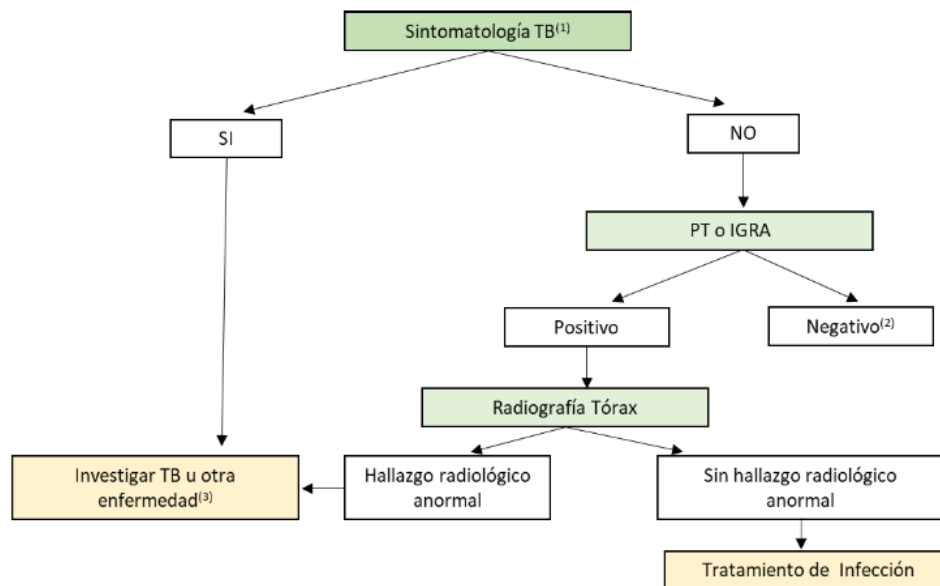 Sintomatología TB(1)
SI
NO
PT o IGRA
Positivo
Negativo(2)
Radiografía Tórax
Investigar TB u otra
enfermedad(3)
Hallazgo radiológico
anormal
Sin hallazgo radiológico
anormal
Tratamiento de Infección